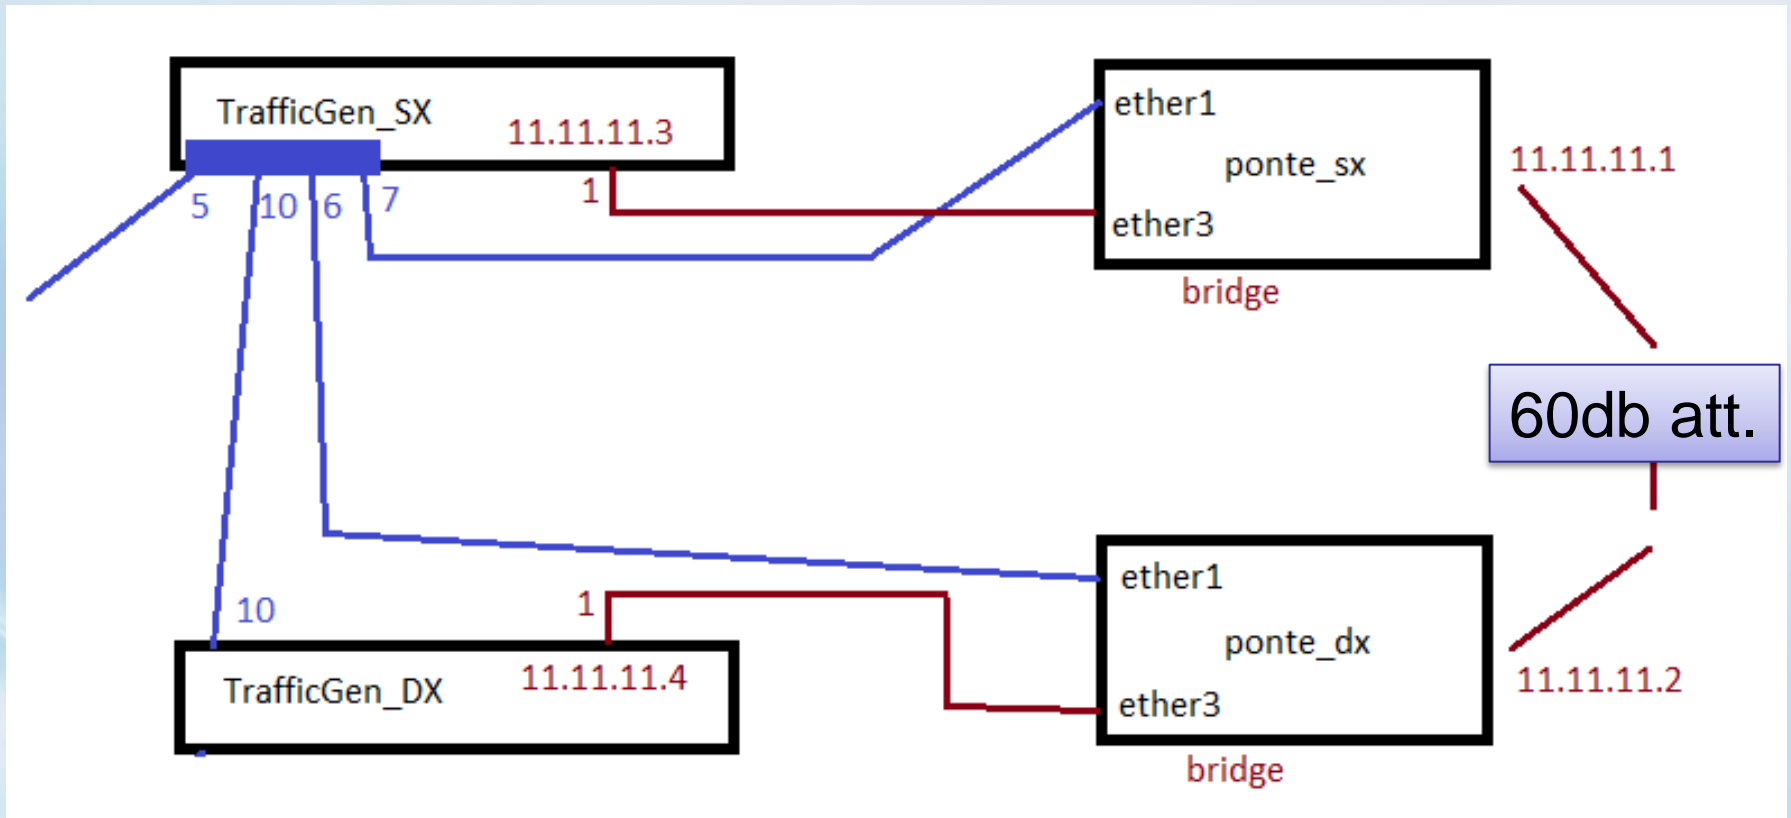 TrafficGen_SX
11.11.11.3
5
10
6
7
1
ether1
ponte_sx
ether3
bridge
11.11.11.1
60db att.
10
1
TrafficGen_DX
11.11.11.4
ether1
ponte_dx
ether3
bridge
11.11.11.2